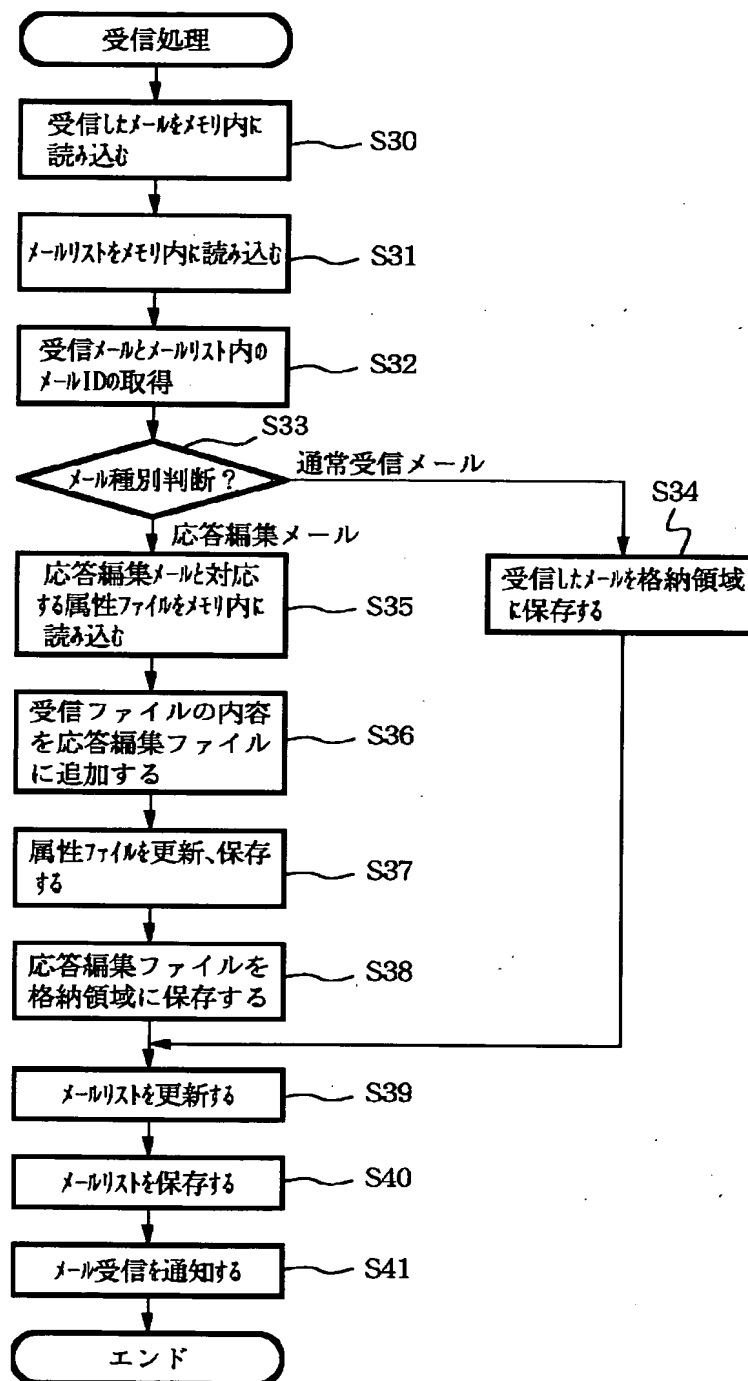 受信処理
受信したメールをメモリ内に
読み込む
S30
メールリストをメモリ内に読み込む
S31
受信メールとメールリスト内の
メールIDの取得
S32
S33
メール種別判断？
通常受信メール
応答編集メール
S34
受信したメールを格納領域
に保存する
応答編集メールと対応
する属性ファイルをメモリ内に
読み込む
S35
受信ファイルの内容
を応答編集ファイル
に追加する
S36
属性ファイルを更新、保存
する
S37
応答編集ファイルを
格納領域に保存する
S38
メールリストを更新する
S39
メールリストを保存する
S40
メール受信を通知する
S41
エンド